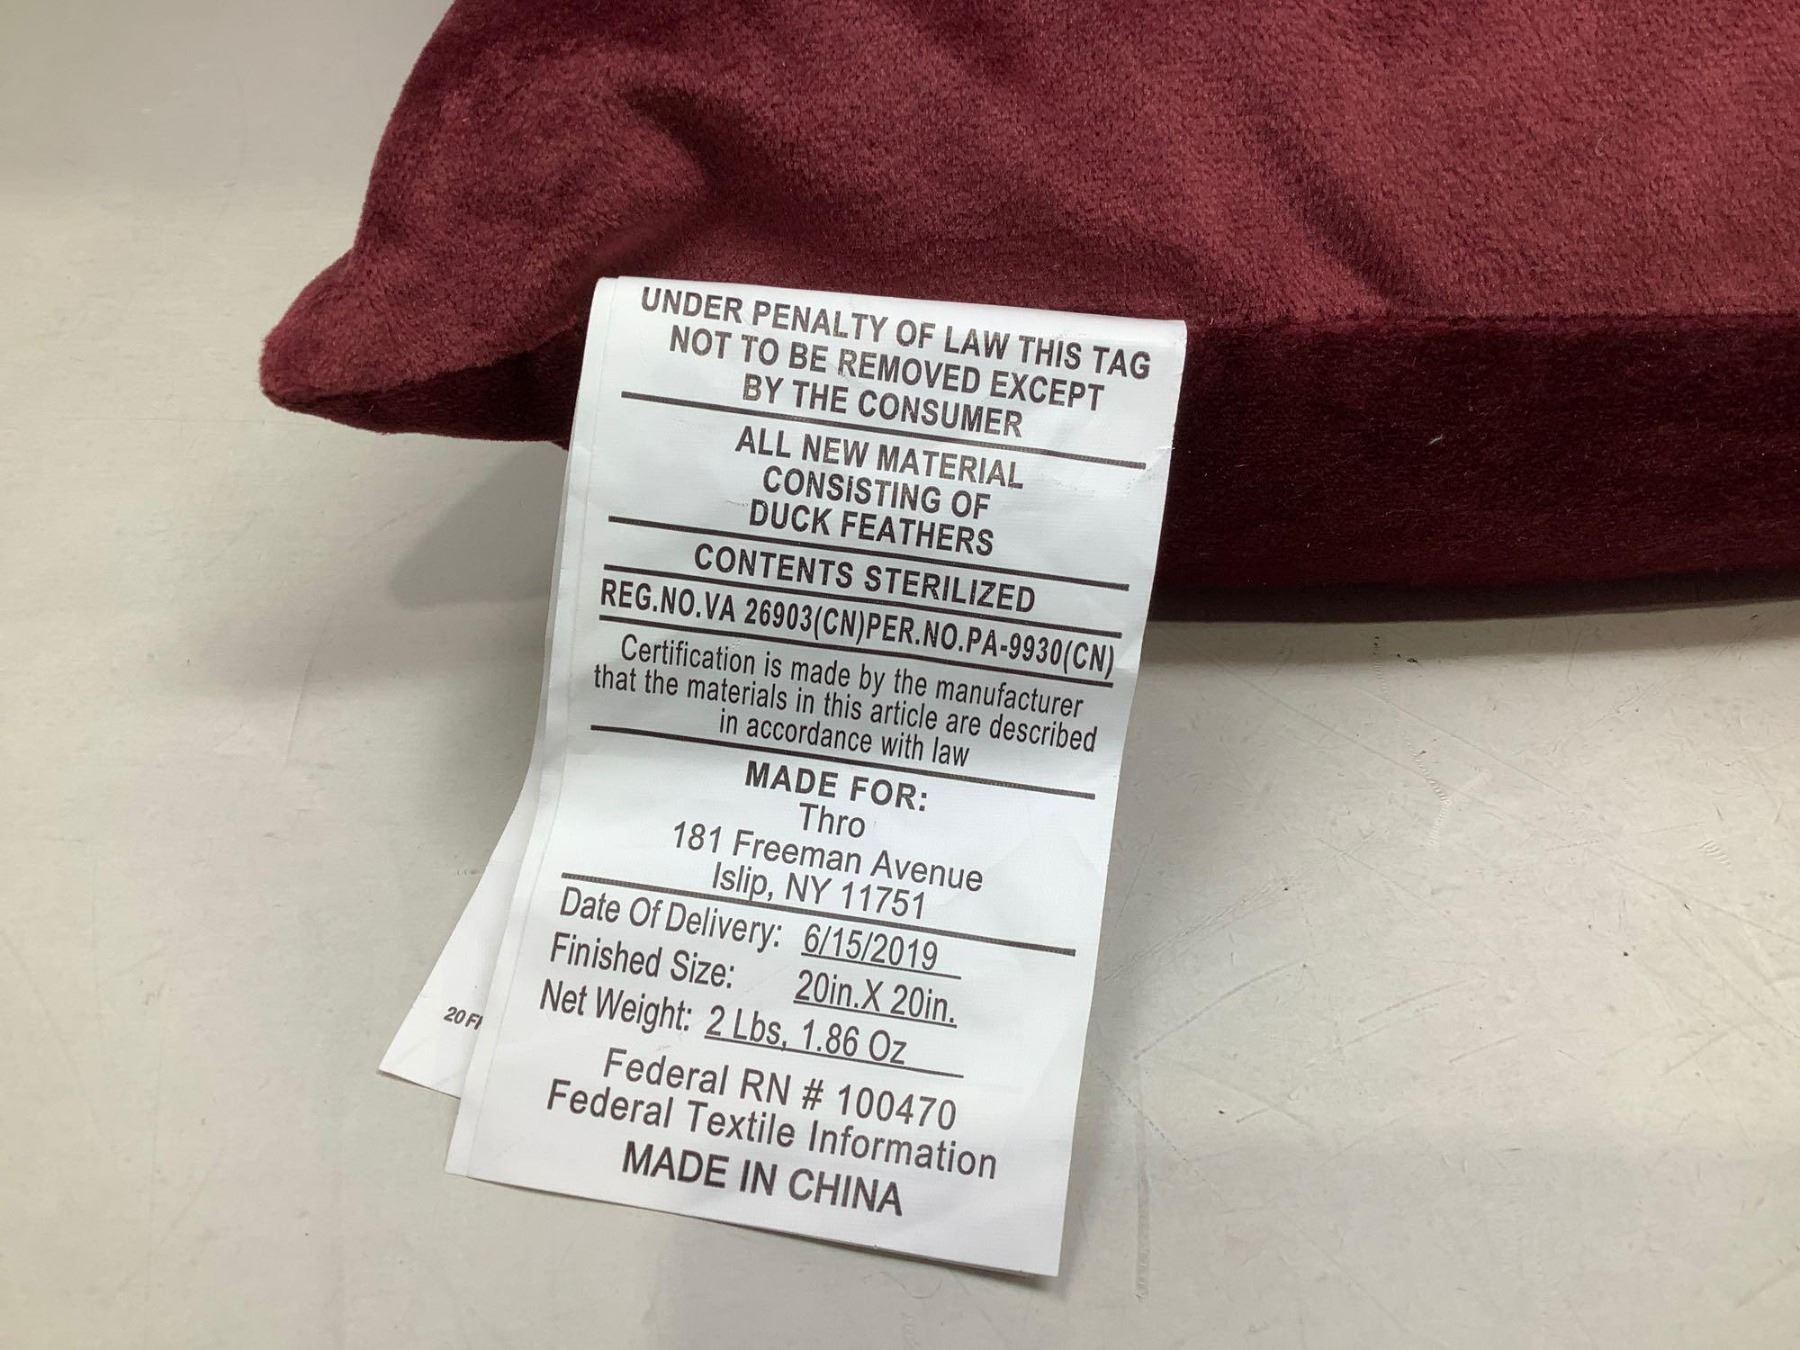 UNDER PENALTY OF LAW THIS TAG
NOT TO BE REMOVED EXCEPT
BY THE CONSUMER
ALL NEW MATERIAL
CONSISTING OF
DUCK FEATHERS
CONTENTS STERILIZED
REG.NO.VA 26903(CN)PER.NO.PA-9930(CN)
Certification is made by the manufacturer
that the materials in this article are described
in accordance with law
MADE FOR:
Thro
181 Freeman Avenue
Islip, NY 11751
Date Of Delivery: 6/15/2019
Finished Size: 20in.X 20in.
Net Weight: 2 Lbs, 1.86 Oz
Federal RN # 100470
Federal Textile Information
MADE IN CHINA